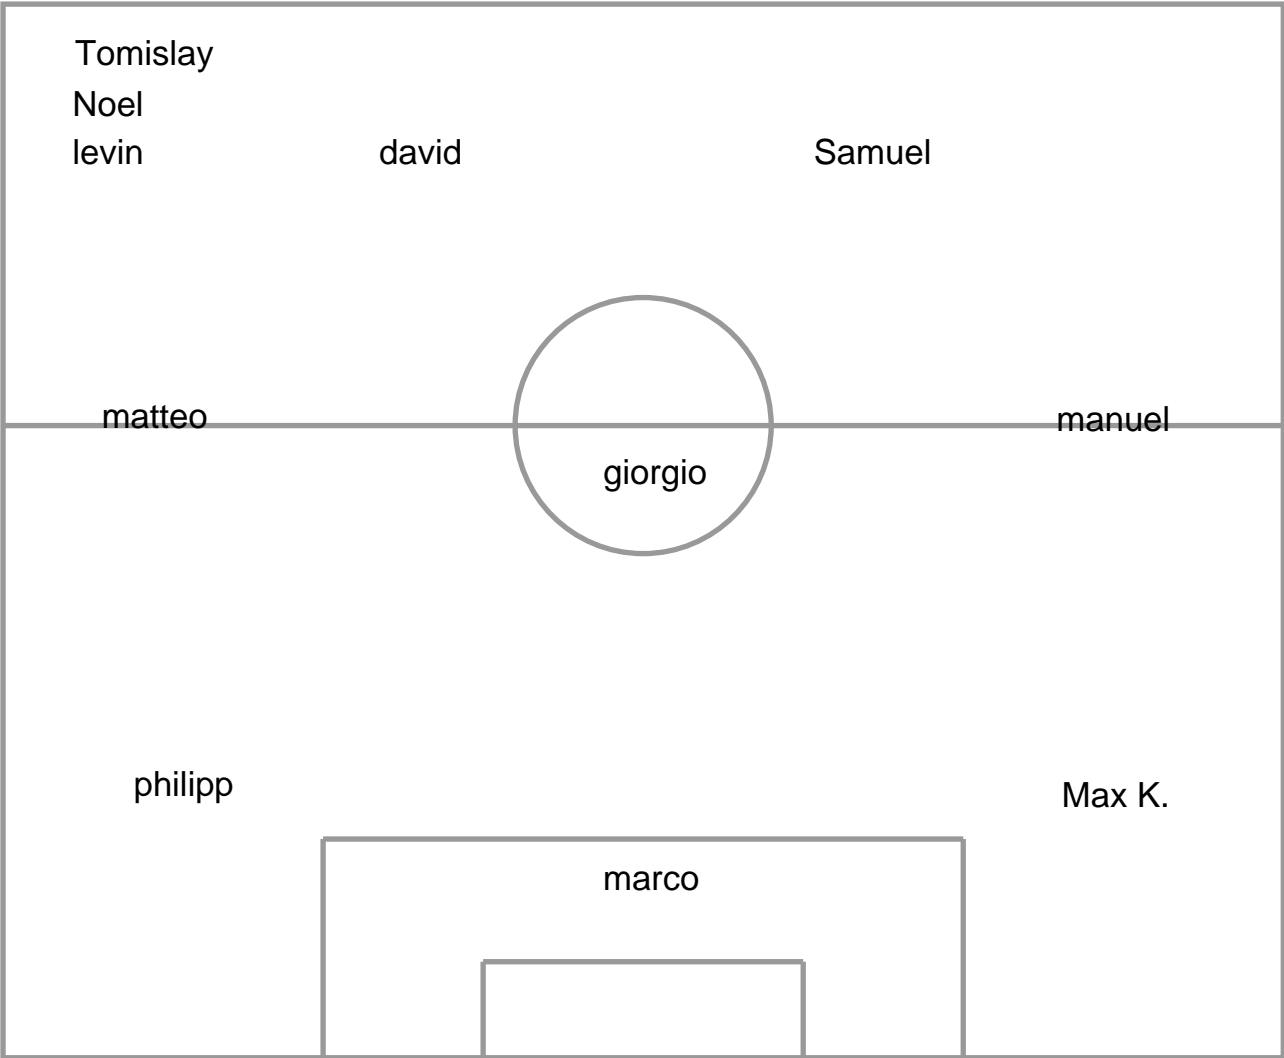 Tomislay
Noel
levin
david
Samuel
matteo
manuel
giorgio
philipp
Max K.
marco